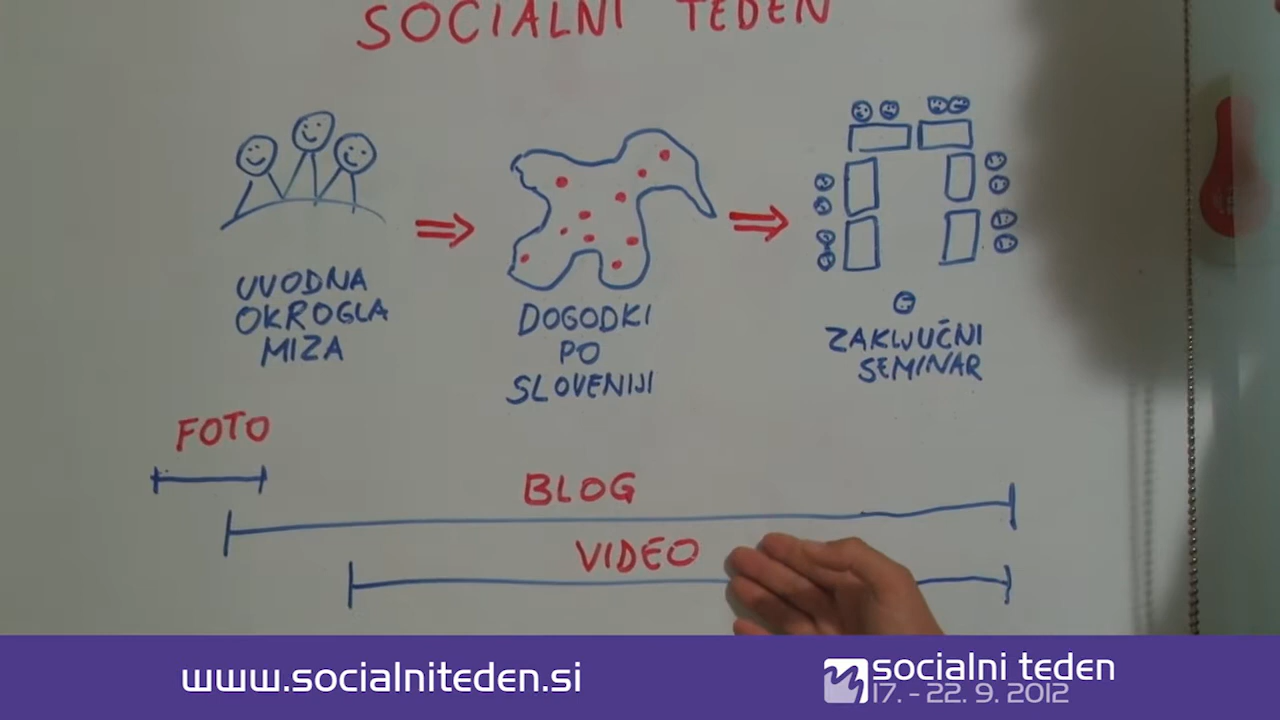 SOCIALNI TEDEN
UVODNA
OKROGLA
MIZA
DOGODKI
PO
SLOVENIJI
ZAKLJUČNI
SEMINAR
FOTO
BLOG
VIDEO
www.socialniteden.si
socialni teden
17. - 22. 9. 2012